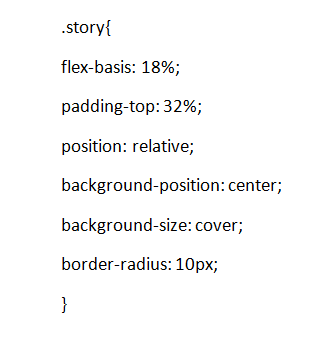 .story{
flex-basis: 18%;
padding-top: 32%;
position: relative;
background-position: center;
background-size: cover;
border-radius: 10px;
}